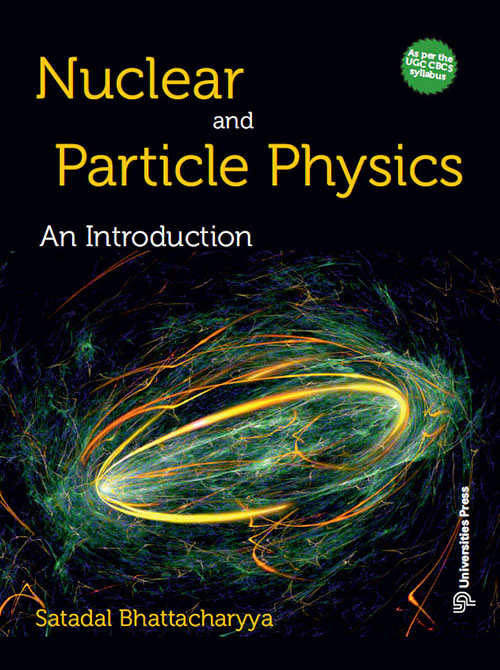 Nuclear
and
Particle Physics
An Introduction
As per the
UGC CBCS
syllabus
Universities Press
Satadal Bhattacharyya